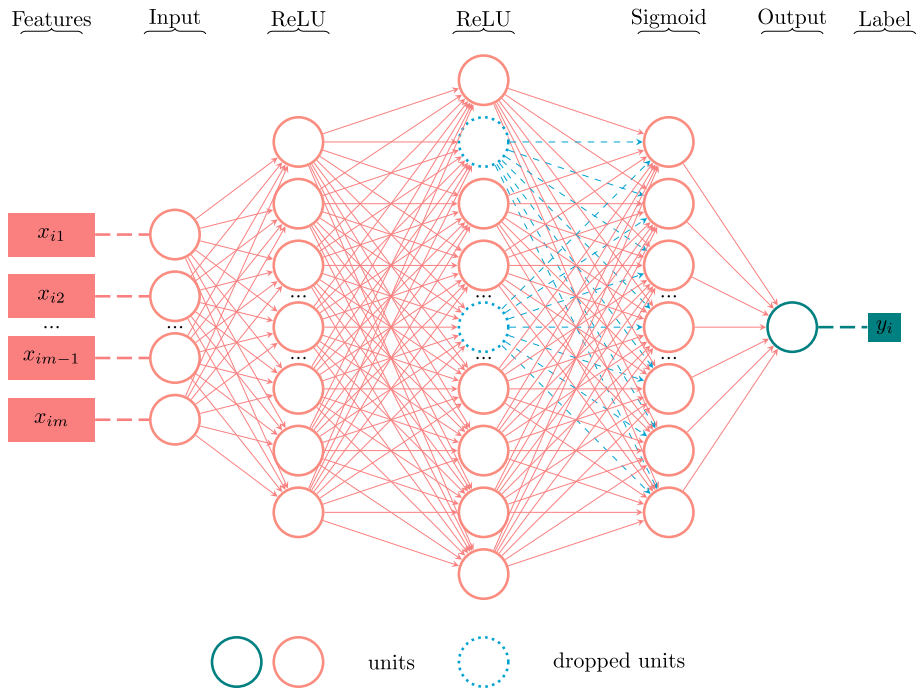 Features Input ReLU ReLU Sigmoid Output Label
x_{i1}
x_{i2}
... ... ... ... ...
x_{im−1}
... ... ...
x_{im}
y_i
units dropped units